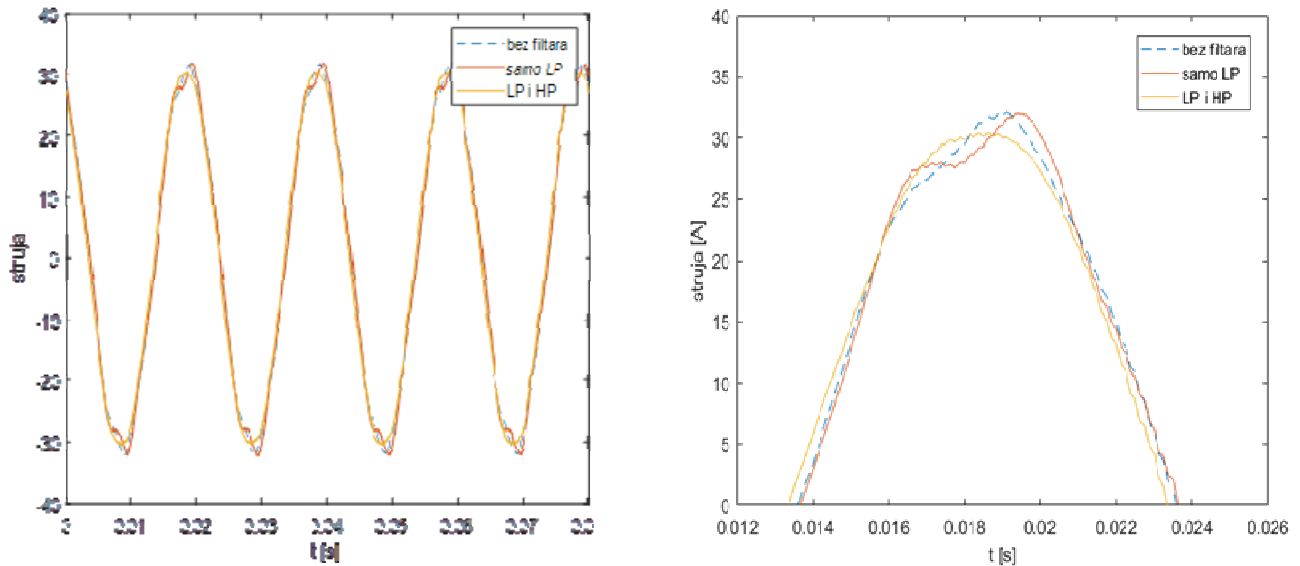 40
30
20
10
0
-10
-20
-30
-40
struja
0 0.01 0.02 0.03 0.04 0.05 0.06 0.07 0.08
t [s]
bez filtara
samo LP
LP i HP
40
35
30
25
20
15
10
5
0
struja [A]
0.012 0.014 0.016 0.018 0.02 0.022 0.024 0.026
t [s]
bez filtara
samo LP
LP i HP